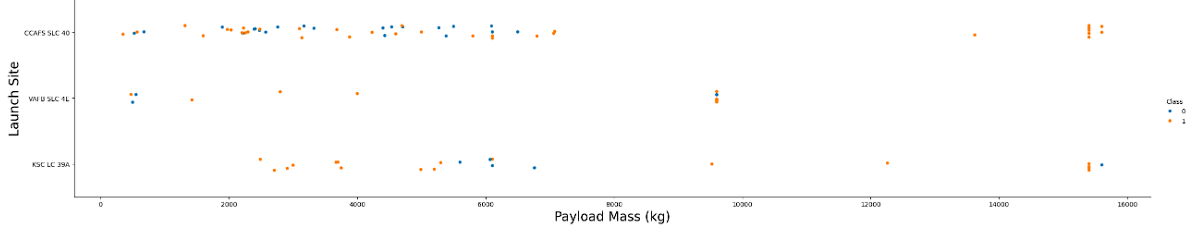 Launch Site
CCAFS SLC 40
VAFB SLC 4E
KSC LC 39A
0
2000
4000
6000
8000
10000
12000
14000
16000
Payload Mass (kg)
Class
0
1